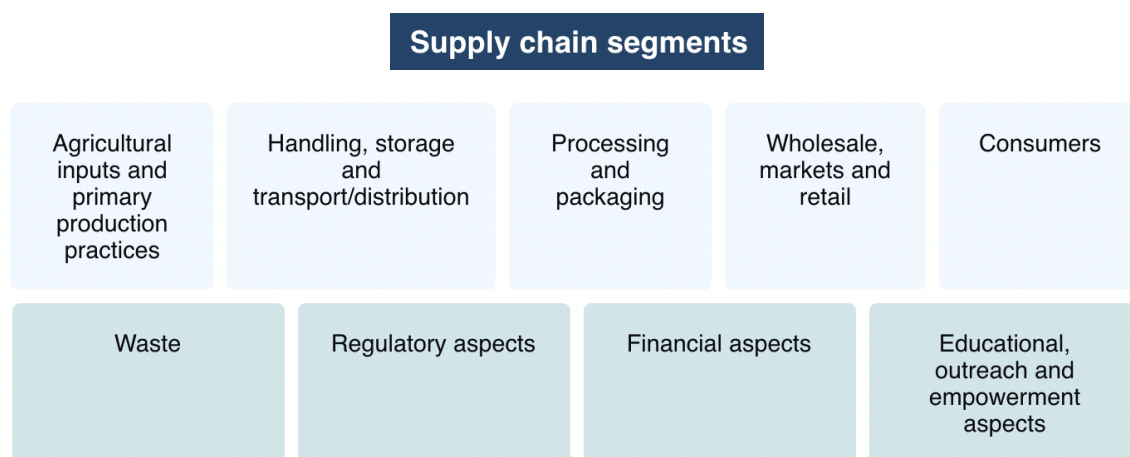 Supply chain segments
Agricultural
inputs and
primary
production
practices
Handling, storage
and
transport/distribution
Processing
and
packaging
Wholesale,
markets and
retail
Consumers
Waste
Regulatory aspects
Financial aspects
Educational,
outreach and
empowerment
aspects